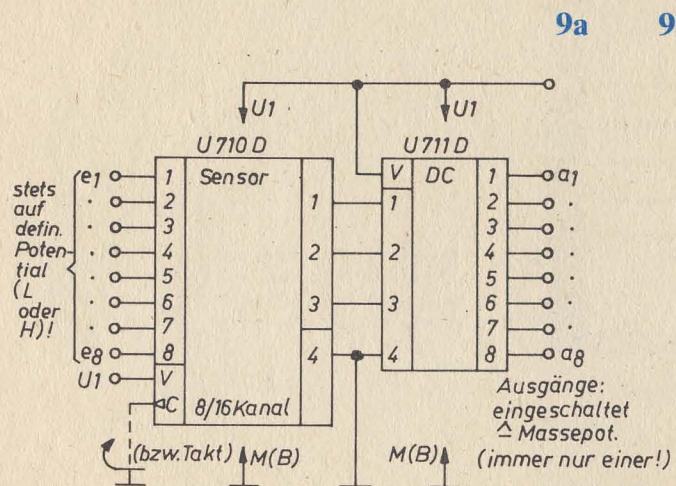 9a 9
U1 U1
U710D U711D
e1 1 Sensor V DC 1 a1
stets
auf
defin.
Poten-
tial
(L
oder
H)!
· 2 1 1 2 ·
· 3 3 ·
· 4 2 2 4 ·
· 5 5 ·
· 6 3 3 6 ·
· 7 7 ·
e8 8 4 4 8 a8
U1 V
C 8/16Kanal
Ausgänge:
eingeschaltet
≙ Massepot.
(immer nur einer!)
(bzw.Takt) M(B) M(B)